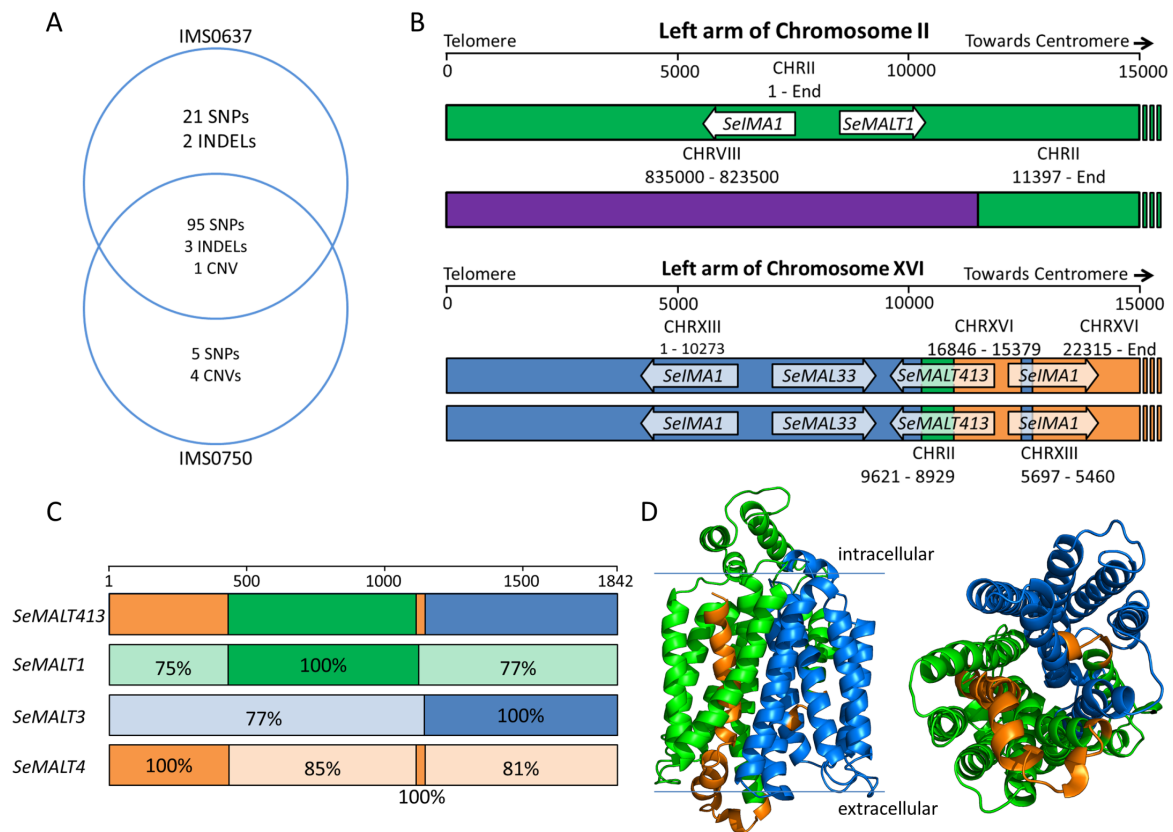 A
IMS0637
21 SNPs
2 INDELs
95 SNPs
3 INDELs
1 CNV
5 SNPs
4 CNVs
IMS0750
B
Telomere Left arm of Chromosome II Towards Centromere
0 5000 10000 15000
CHRII
1 - End
SeIMA1 SeMALT1
CHRVIII CHRII
835000 - 823500 11397 - End
Telomere Left arm of Chromosome XVI Towards Centromere
0 5000 10000 15000
CHRXIII CHRXVI CHRXVI
1 - 10273 16846 - 15379 22315 - End
SeIMA1 SeMAL33 SeMALT413 SeIMA1
SeIMA1 SeMAL33 SeMALT413 SeIMA1
CHRII CHRXIII
9621 - 8929 5697 - 5460
C
1 500 1000 1500 1842
SeMALT413
SeMALT1 75% 100% 77%
SeMALT3 77% 100%
SeMALT4 100% 85% 81%
100%
D
intracellular
extracellular